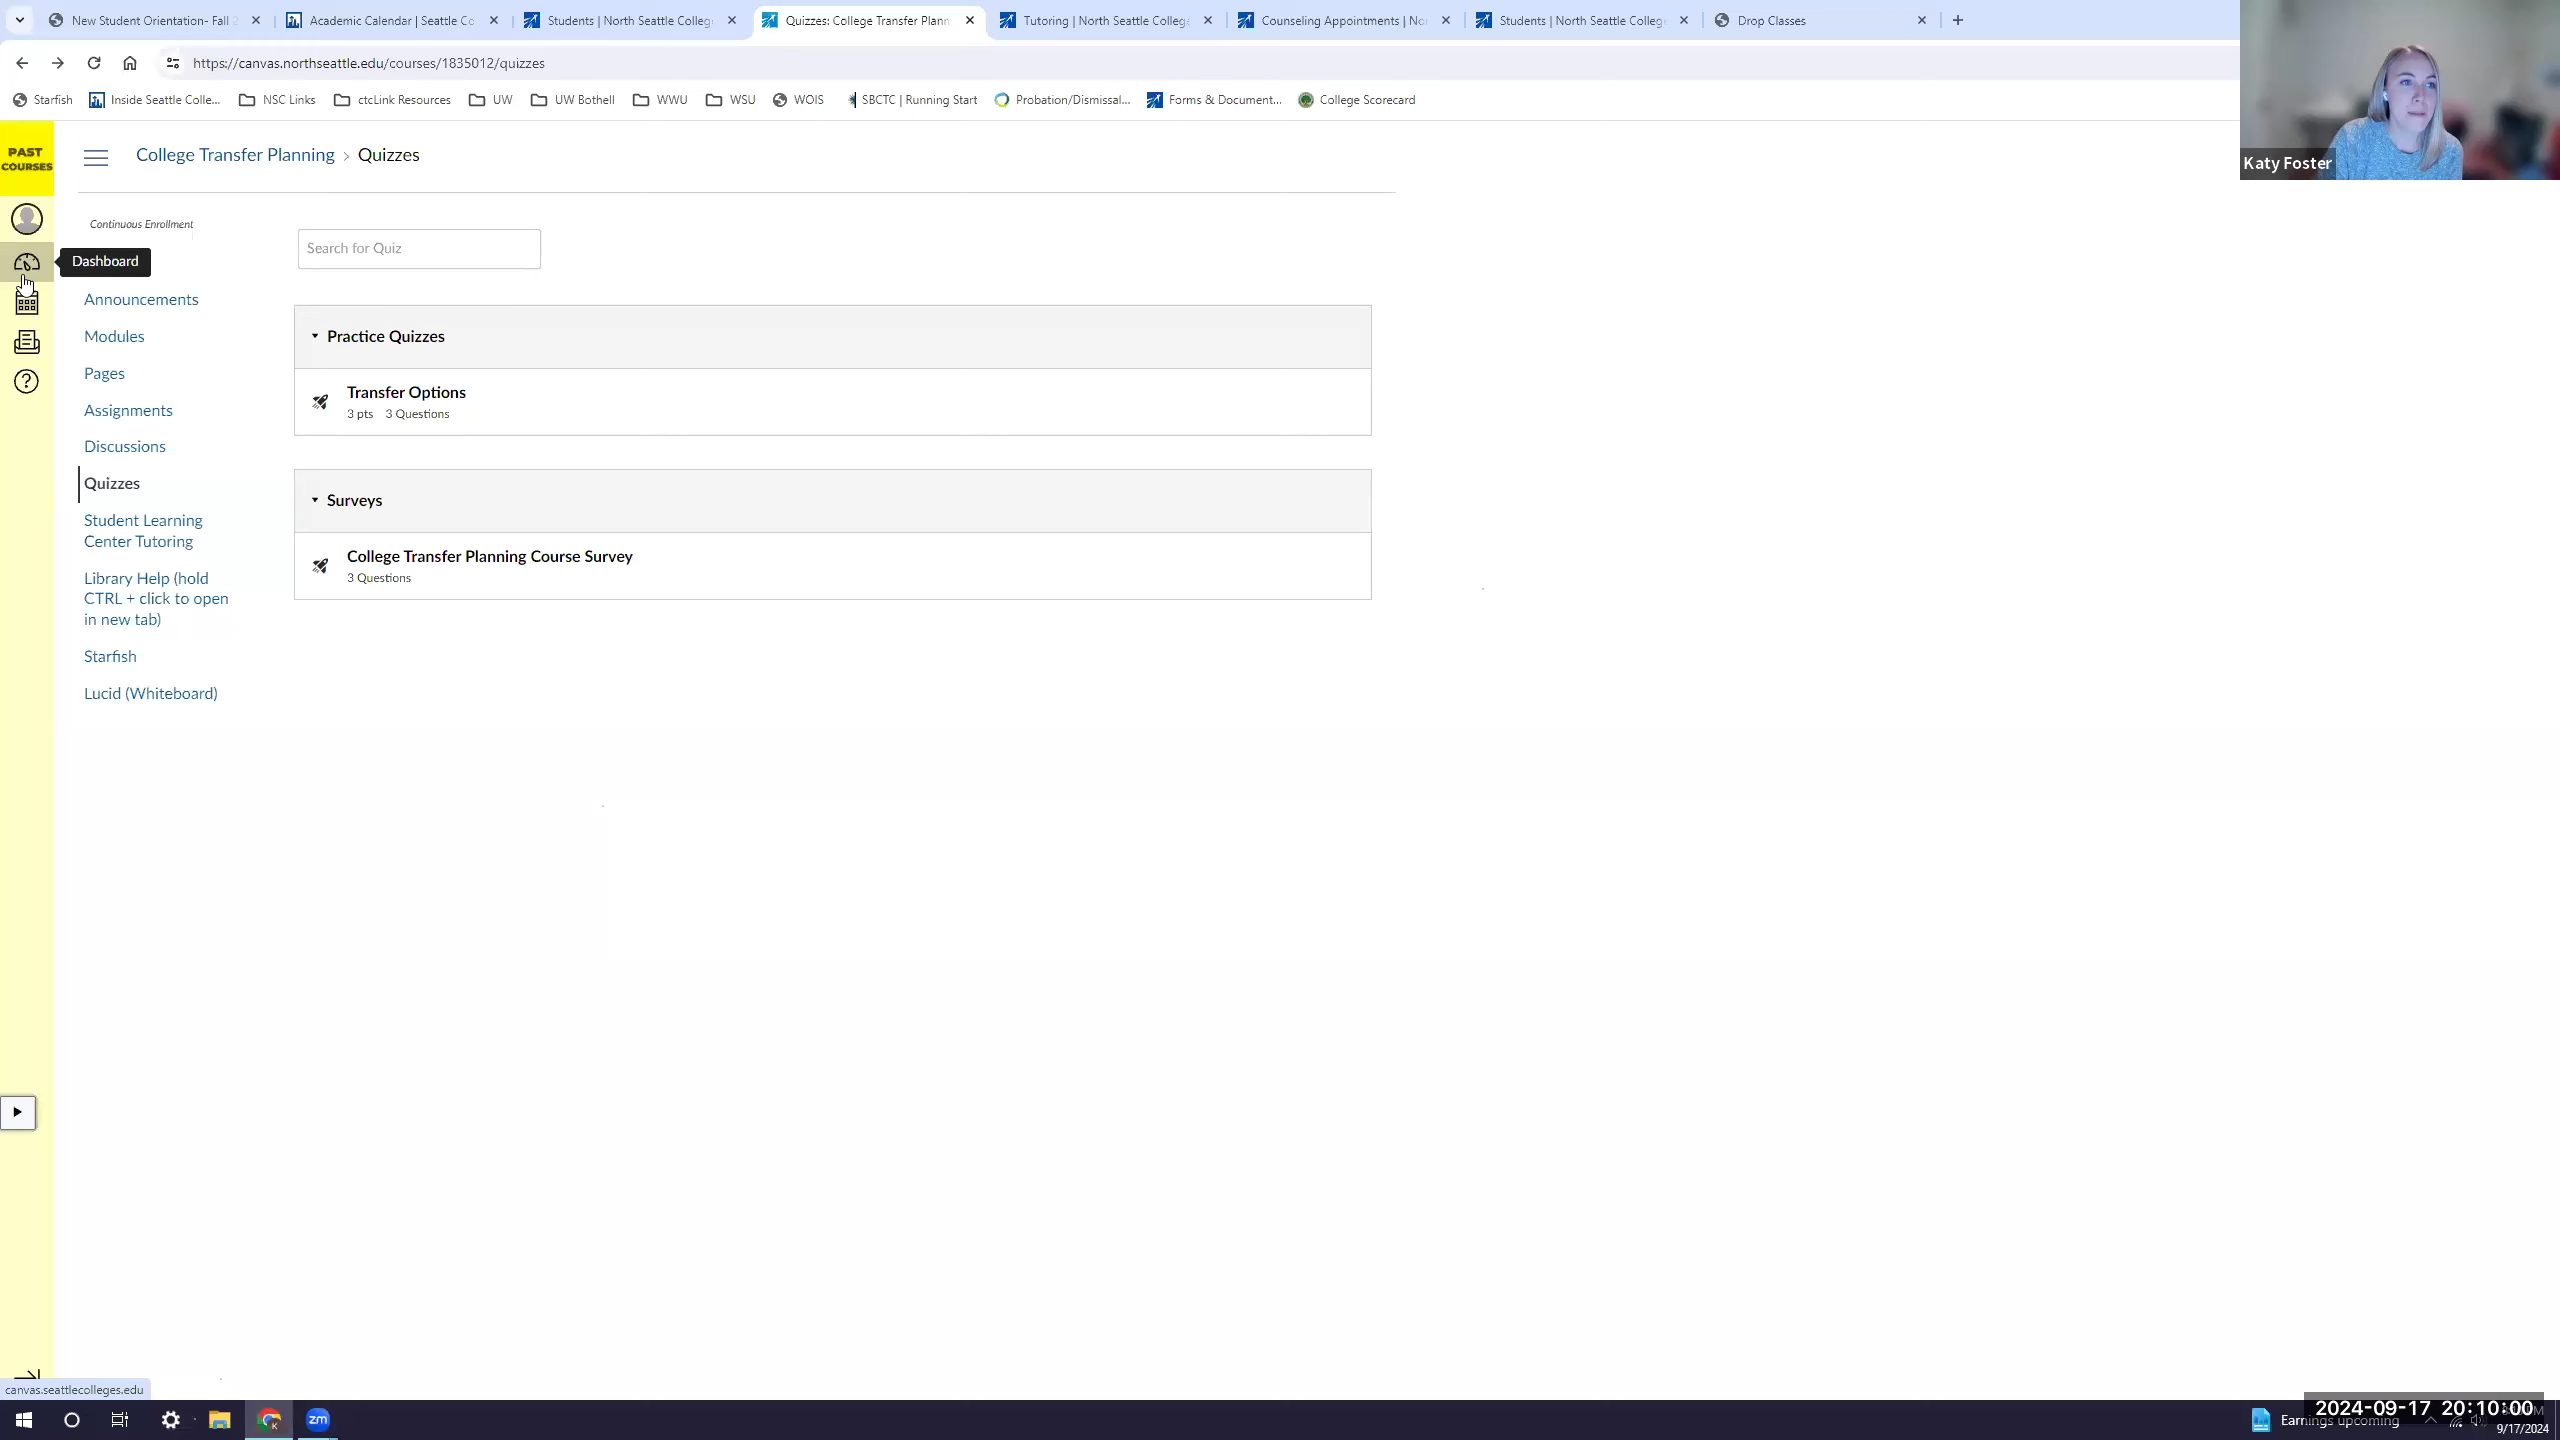 New Student Orientation- Fall 2
Academic Calendar | Seattle Co
Students | North Seattle College
Quizzes: College Transfer Plann
Tutoring | North Seattle College
Counseling Appointments | No
Students | North Seattle College
Drop Classes
https://canvas.northseattle.edu/courses/1835012/quizzes
Starfish
Inside Seattle Colle...
NSC Links
ctcLink Resources
UW
UW Bothell
WWU
WSU
WOIS
SBCTC | Running Start
Probation/Dismissal...
Forms & Document...
College Scorecard
Katy Foster
PAST
COURSES
College Transfer Planning › Quizzes
Continuous Enrollment
Dashboard
Announcements
Modules
Pages
Assignments
Discussions
Quizzes
Student Learning
Center Tutoring
Library Help (hold
CTRL + click to open
in new tab)
Starfish
Lucid (Whiteboard)
Search for Quiz
Practice Quizzes
Transfer Options
3 pts 3 Questions
Surveys
College Transfer Planning Course Survey
3 Questions
canvas.seattlecolleges.edu
zm
Earnings upcoming
2024-09-17 20:10:00
9/17/2024